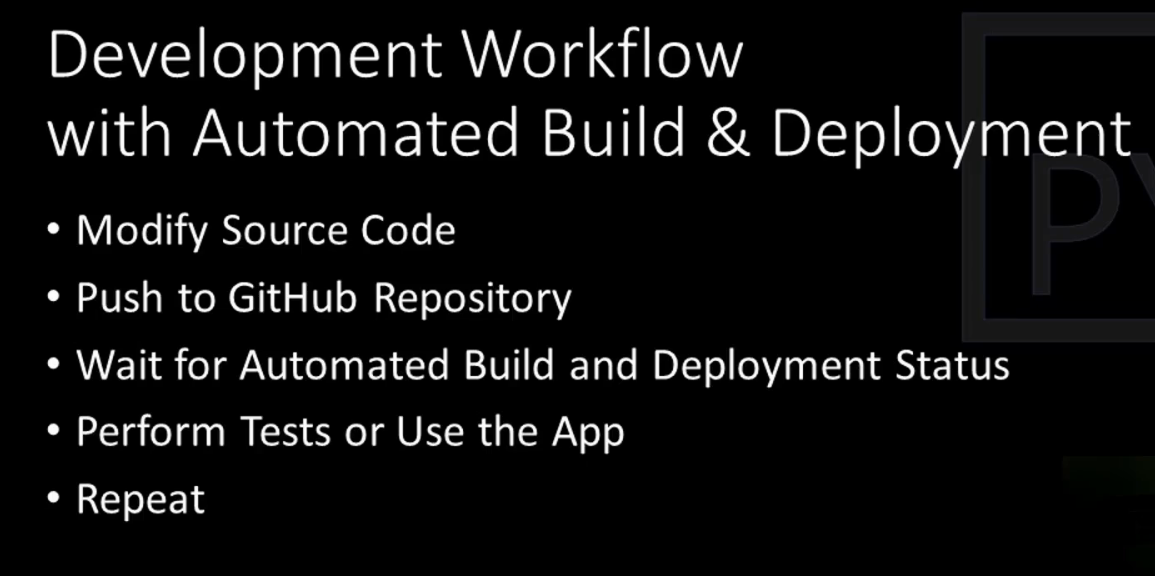 Development Workflow
with Automated Build & Deployment
• Modify Source Code
• Push to GitHub Repository
• Wait for Automated Build and Deployment Status
• Perform Tests or Use the App
• Repeat